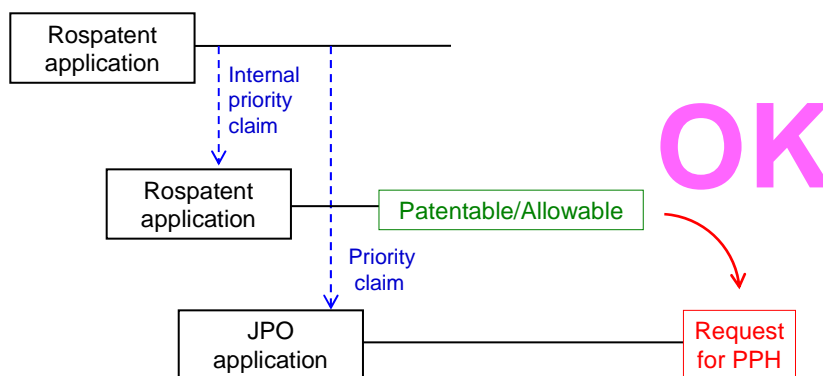 Rospatent
application
Internal
priority
claim
OK
Rospatent
application
Patentable/Allowable
Priority
claim
JPO
application
Request
for PPH